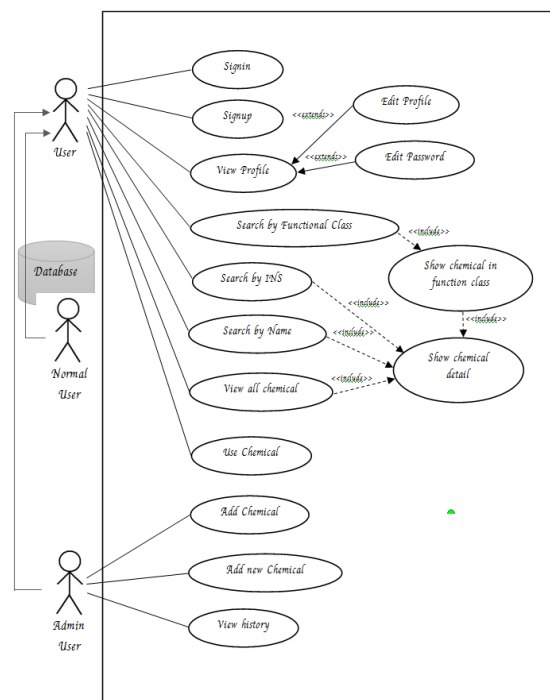 Signin
Signup
Edit Profile
<<extends>>
<<extends>>
Edit Password
User
View Profile
Search by Functional Class
<<include>>
Database
Search by INS
Show chemical in
function class
<<include>>
<<include>>
Search by Name
<<include>>
Normal
User
View all chemical
<<include>>
Show chemical
detail
Use Chemical
Add Chemical
Add new Chemical
Admin
User
View history